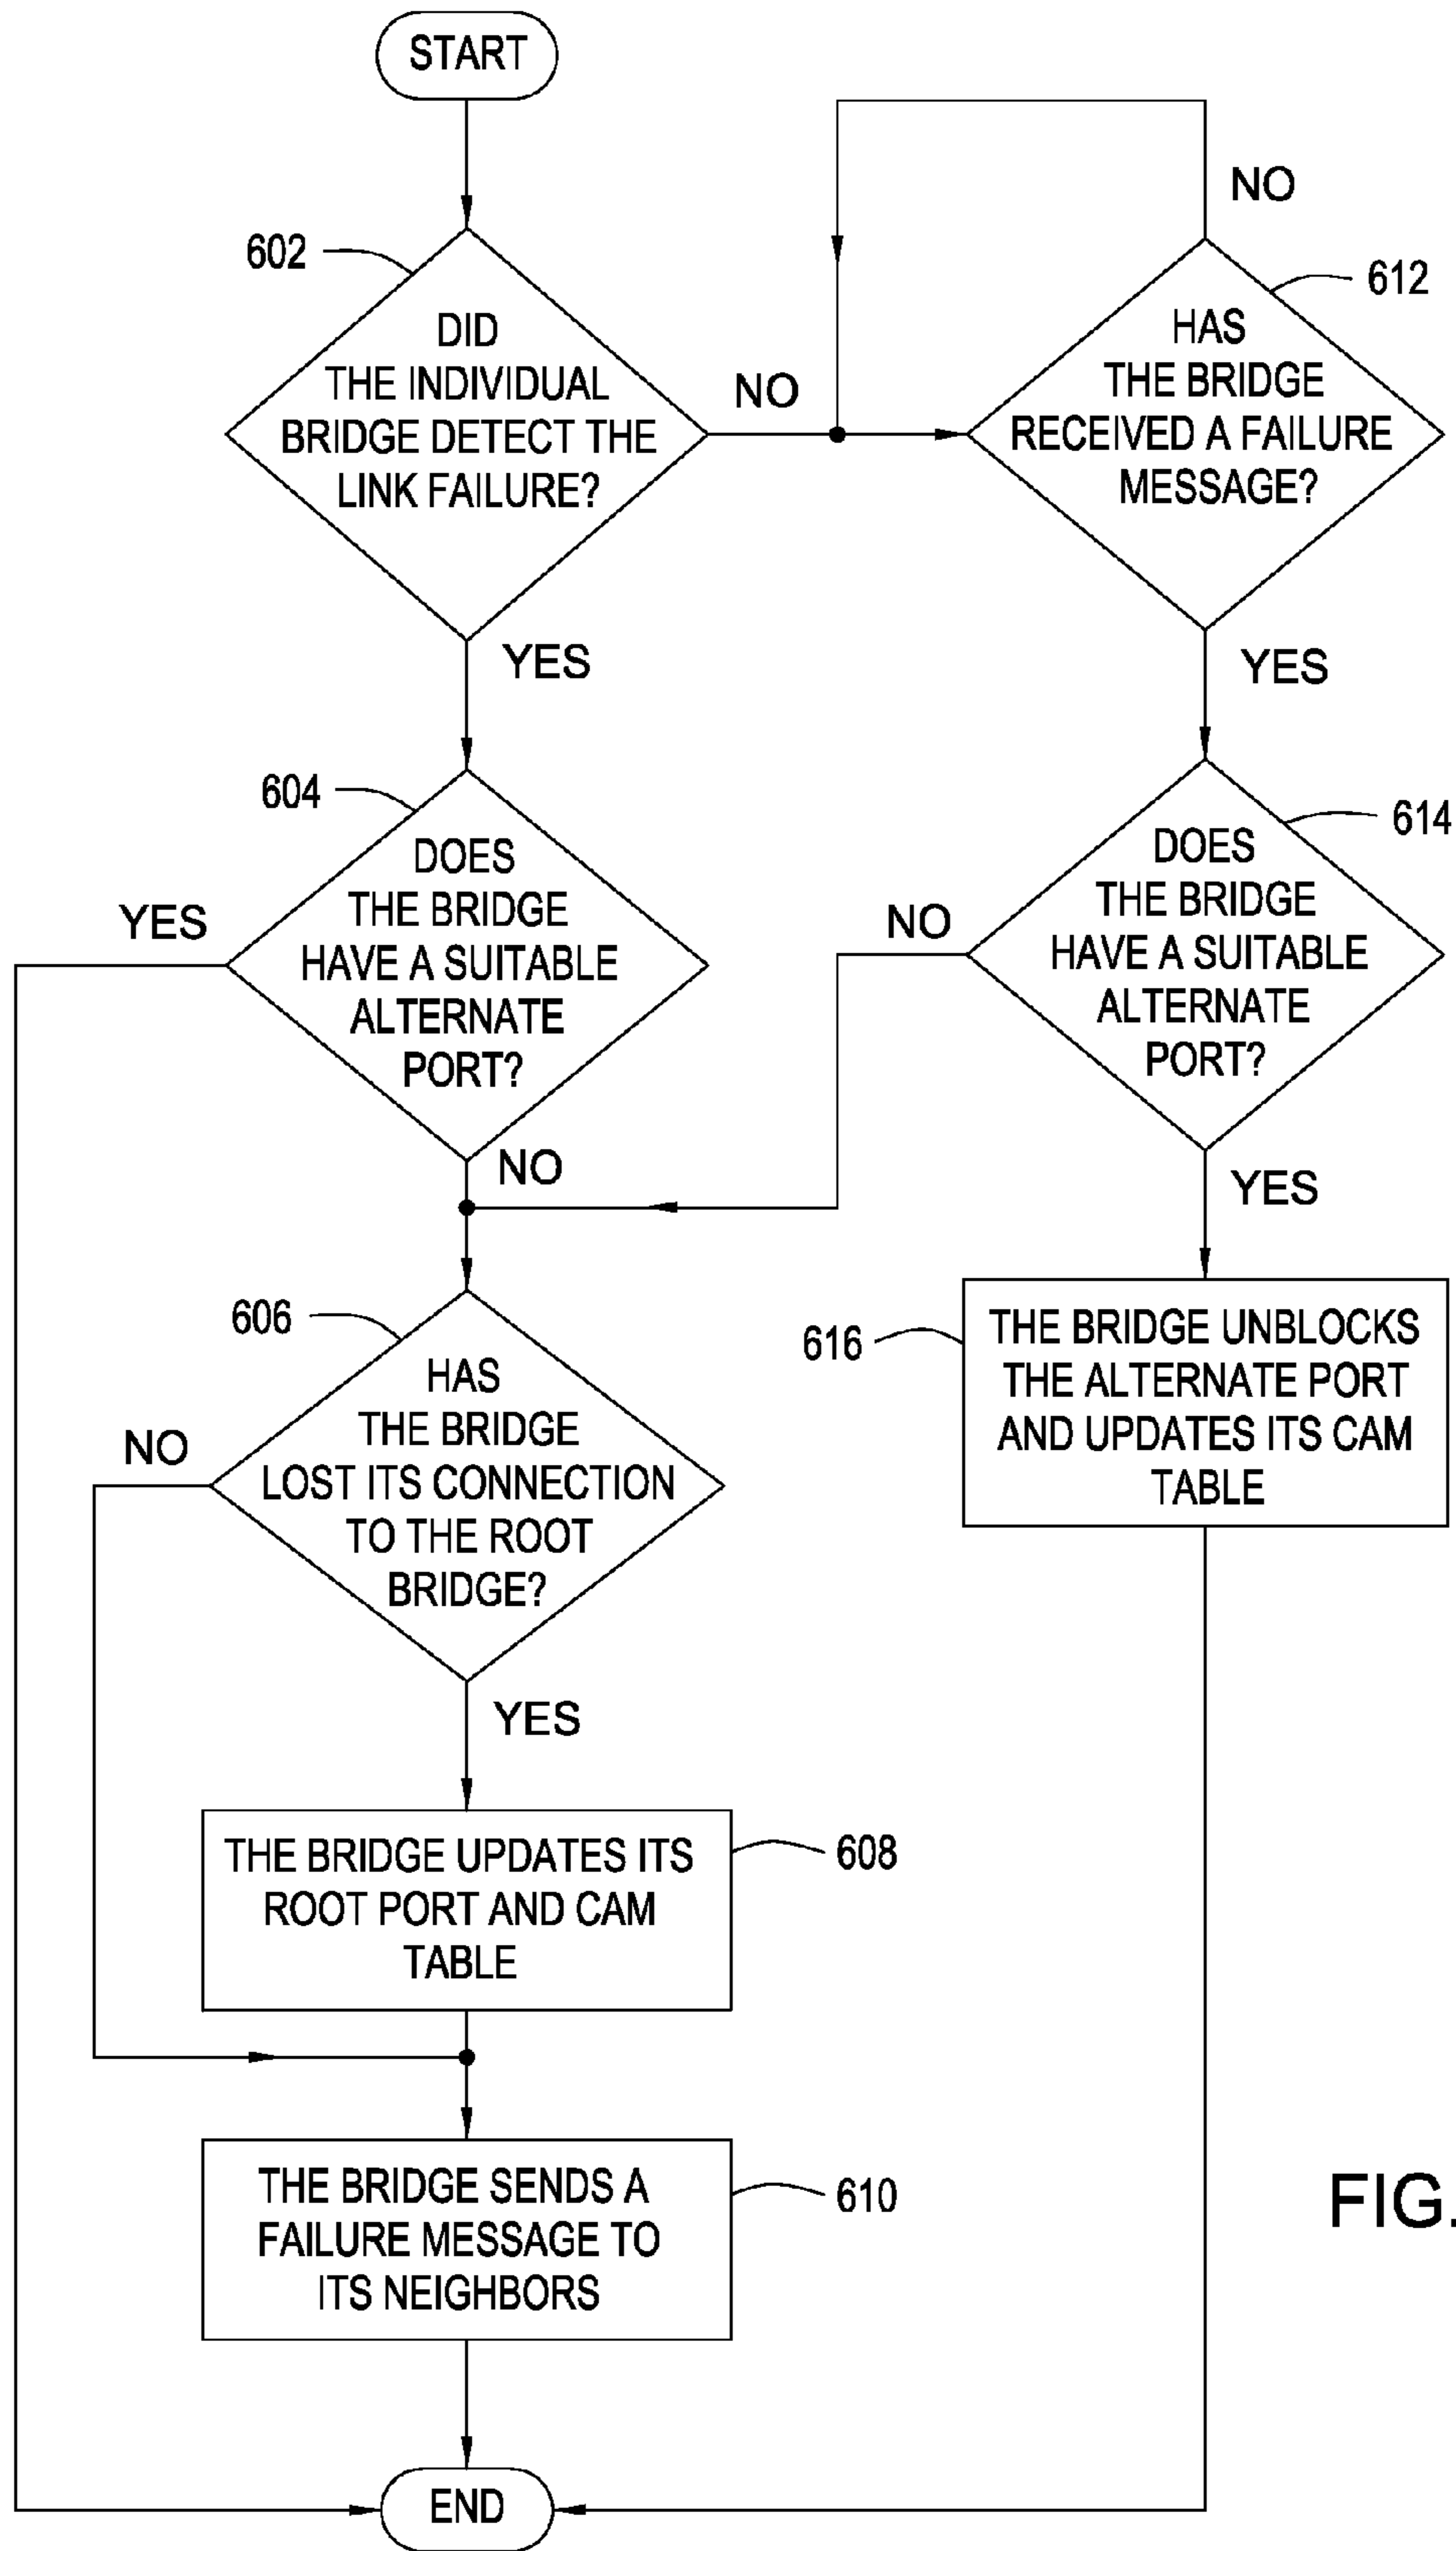 START
602
DID
THE INDIVIDUAL
BRIDGE DETECT THE
LINK FAILURE?
NO
YES
NO
612
HAS
THE BRIDGE
RECEIVED A FAILURE
MESSAGE?
YES
604
DOES
THE BRIDGE
HAVE A SUITABLE
ALTERNATE
PORT?
YES
NO
614
DOES
THE BRIDGE
HAVE A SUITABLE
ALTERNATE
PORT?
NO
YES
606
HAS
THE BRIDGE
LOST ITS CONNECTION
TO THE ROOT
BRIDGE?
NO
YES
616
THE BRIDGE UNBLOCKS
THE ALTERNATE PORT
AND UPDATES ITS CAM
TABLE
THE BRIDGE UPDATES ITS
ROOT PORT AND CAM
TABLE
608
THE BRIDGE SENDS A
FAILURE MESSAGE TO
ITS NEIGHBORS
610
FIG.
END